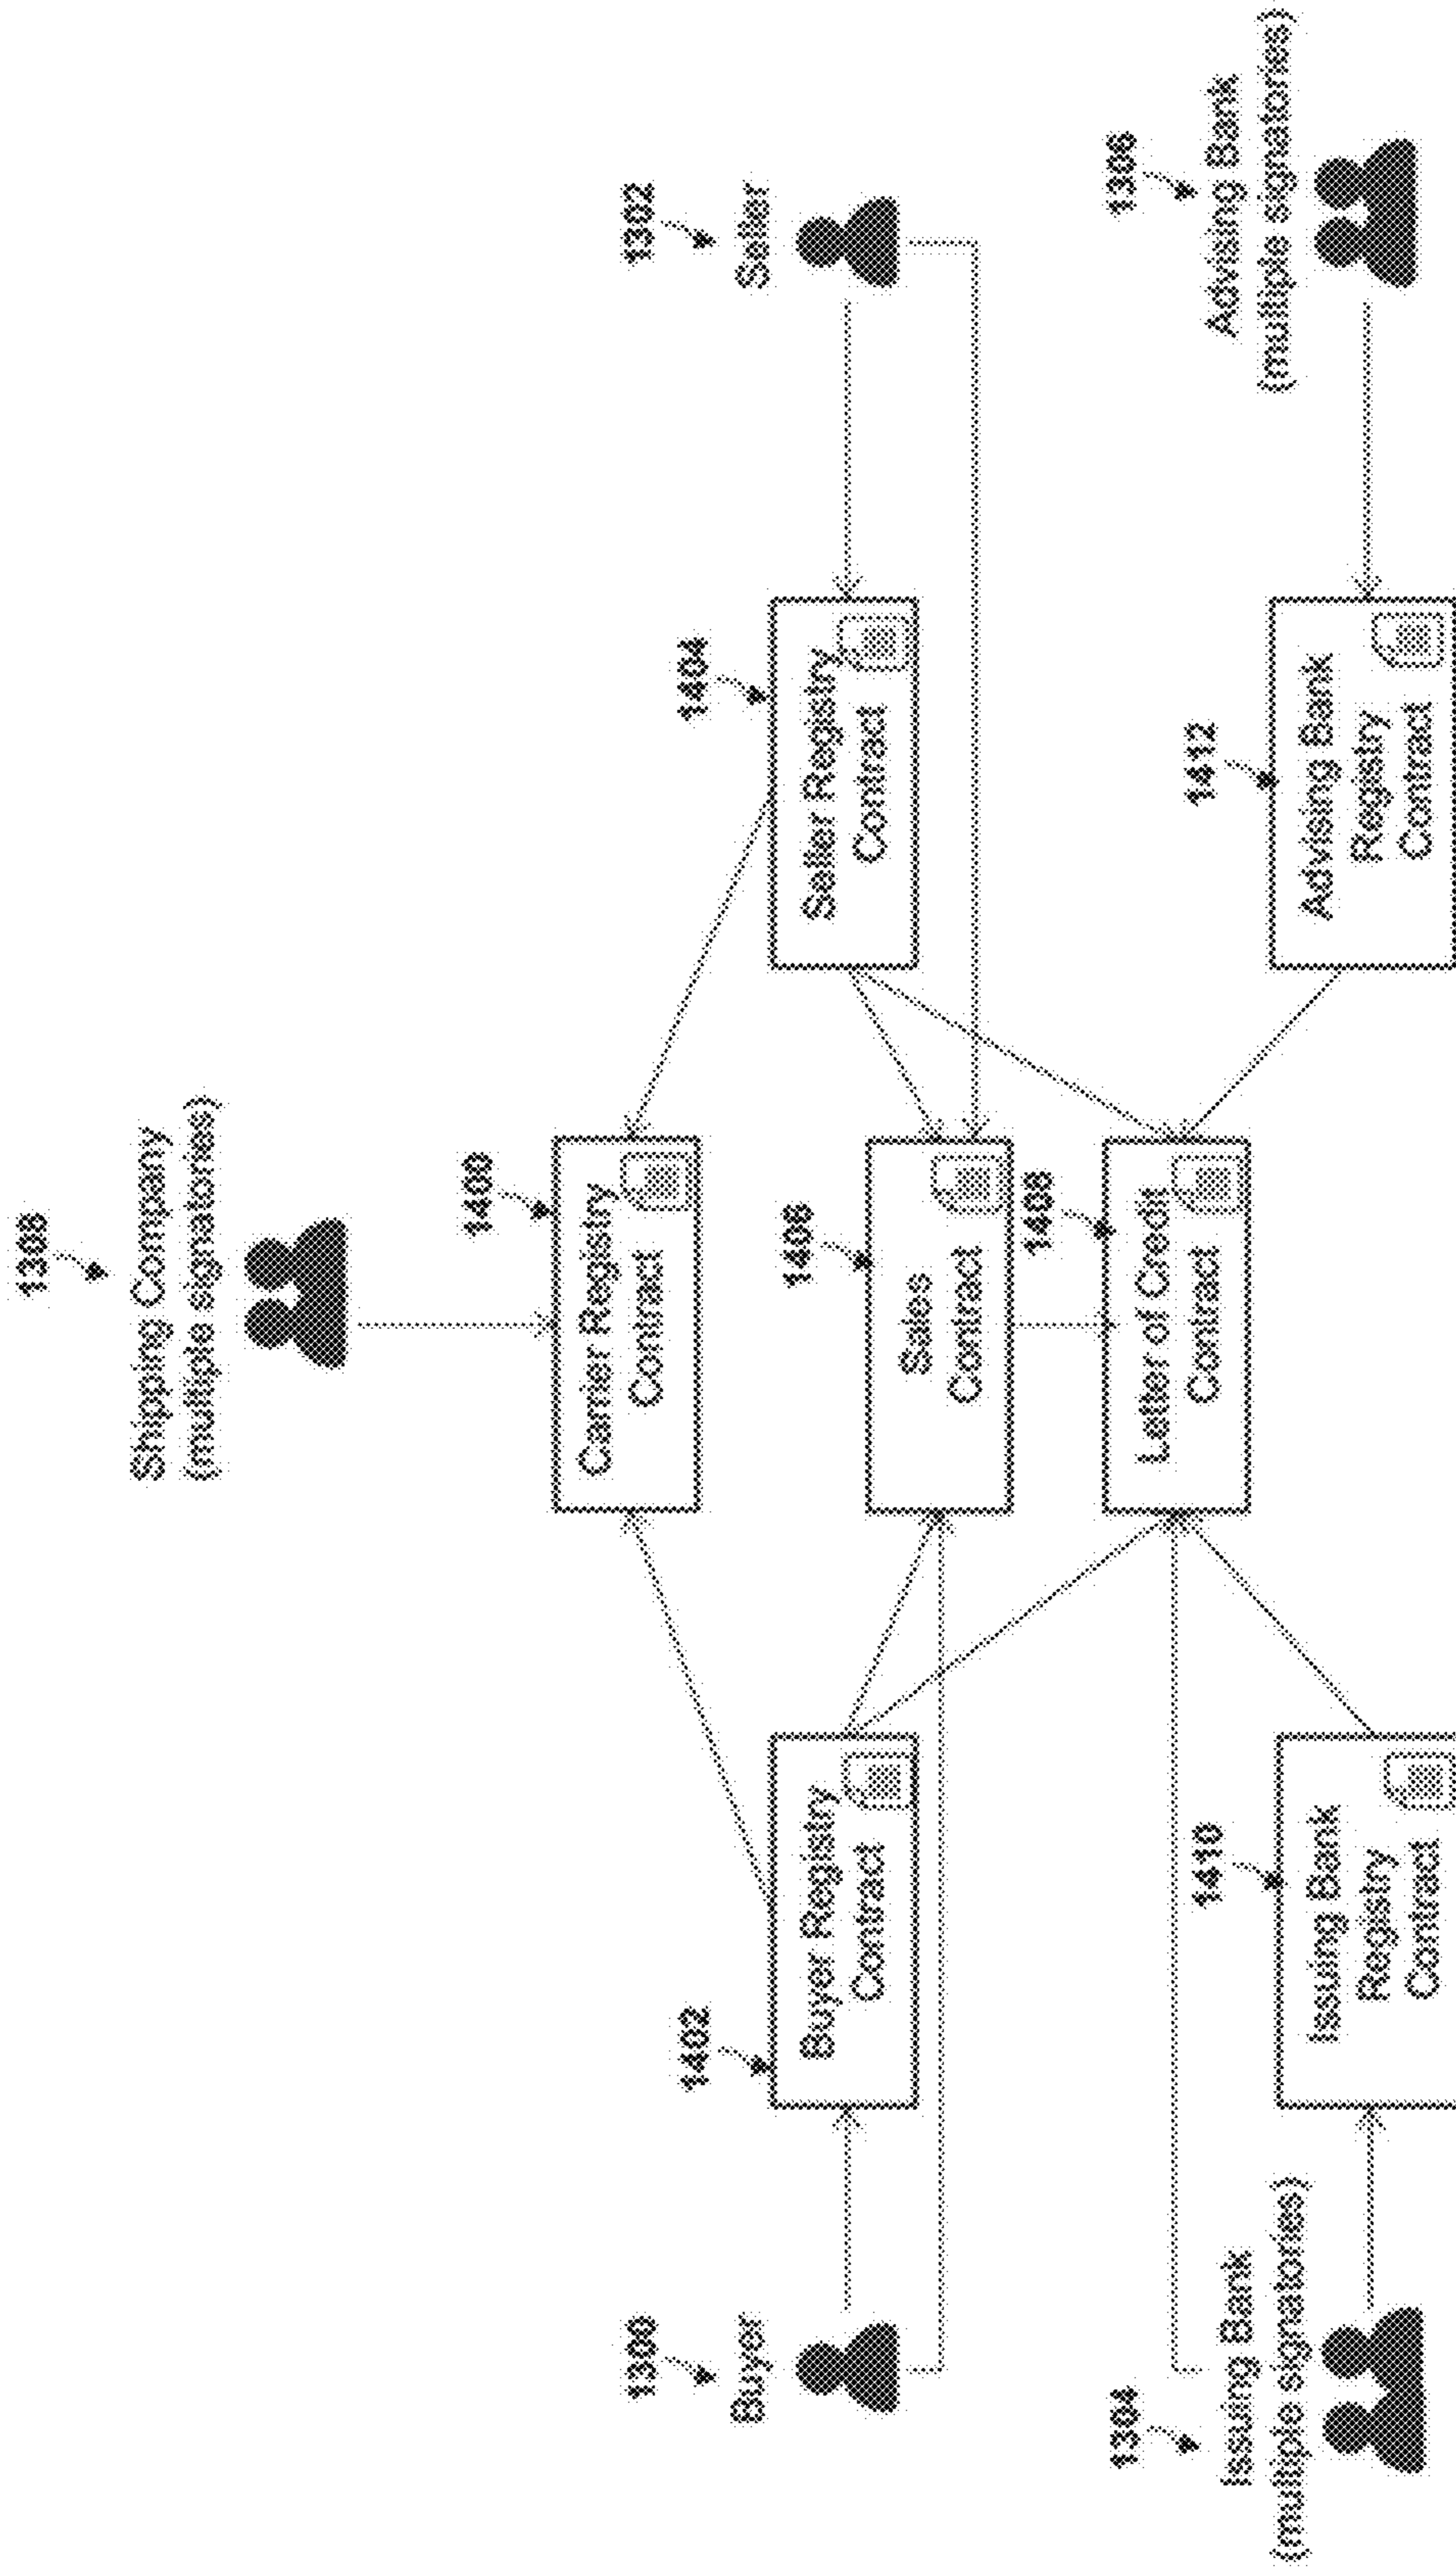 1308
Shipping Company
(multiple signatories)
1400
Carrier Registry
Contract
1300
Buyer
1402
Buyer Registry
Contract
1406
Sales
Contract
1404
Seller Registry
Contract
1302
Seller
1408
Letter of Credit
Contract
1304
Issuing Bank
(multiple signatories)
1410
Issuing Bank
Registry
Contract
1412
Advising Bank
Registry
Contract
1306
Advising Bank
(multiple signatories)